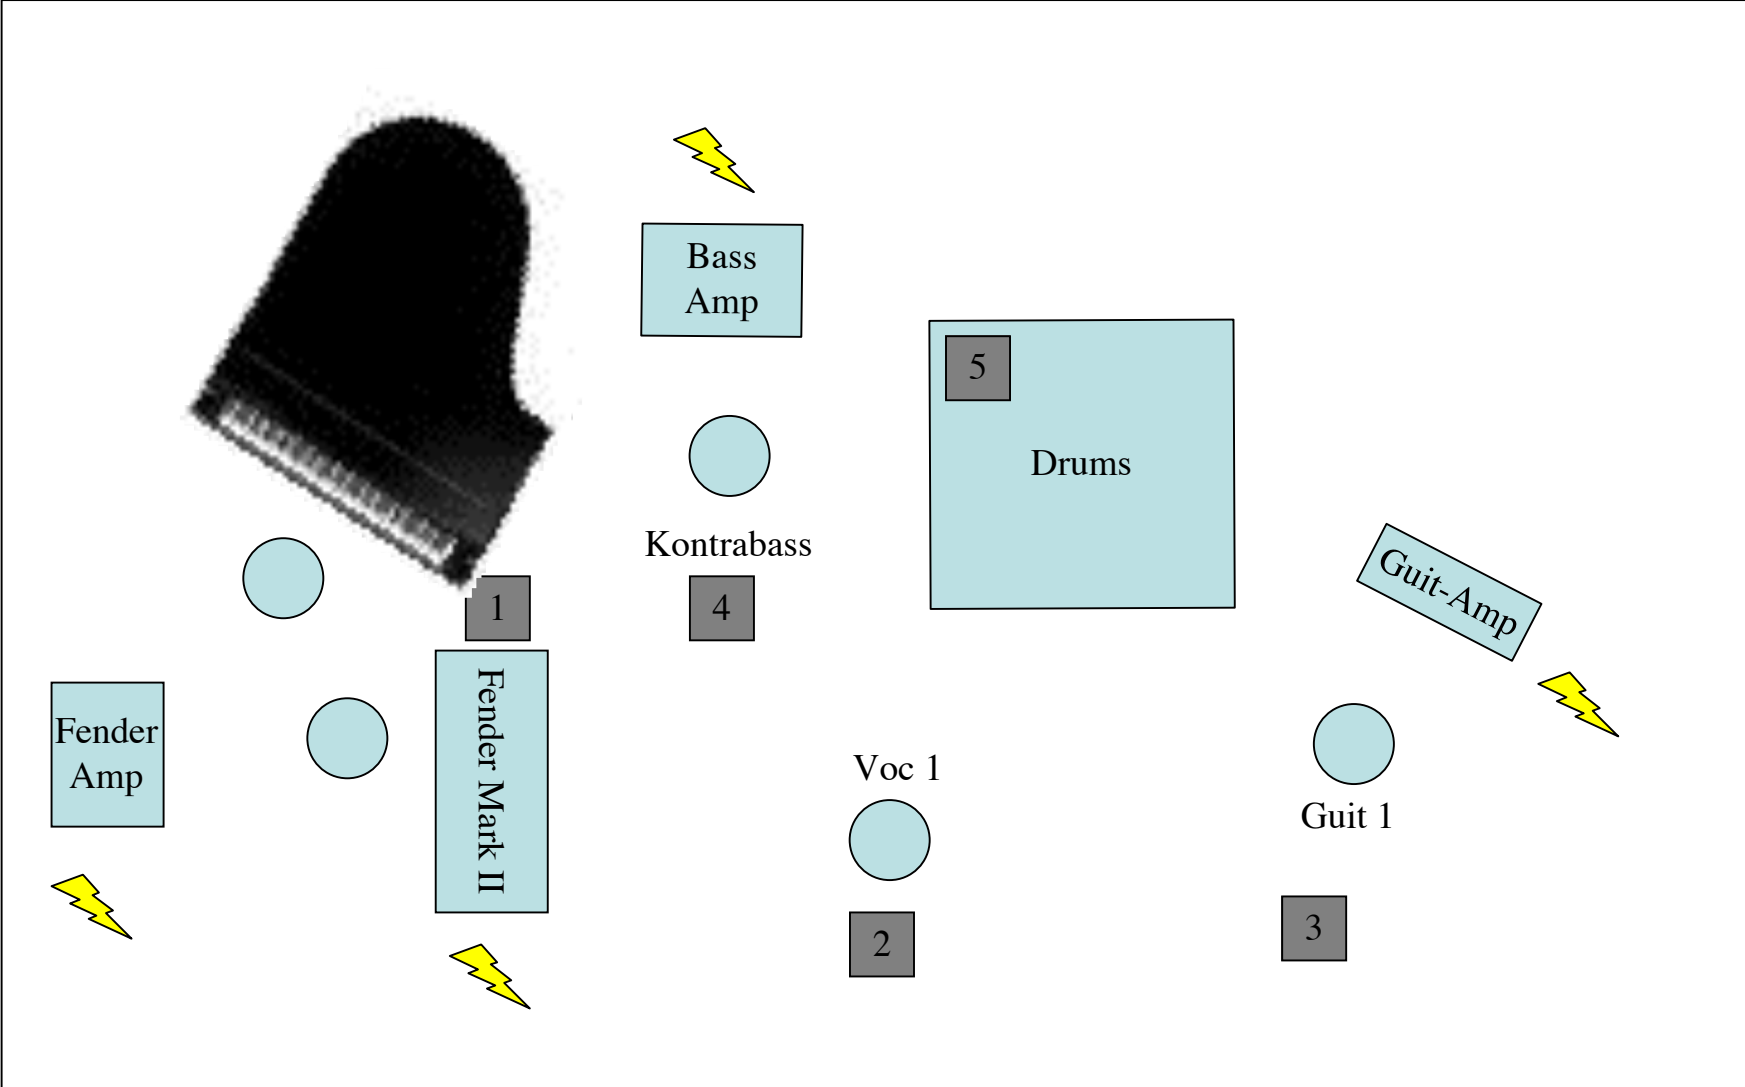 Bass
Amp
5
Drums
Kontrabass
Guit-Amp
1
4
Fender Mark II
Fender
Amp
Voc 1
Guit 1
2
3